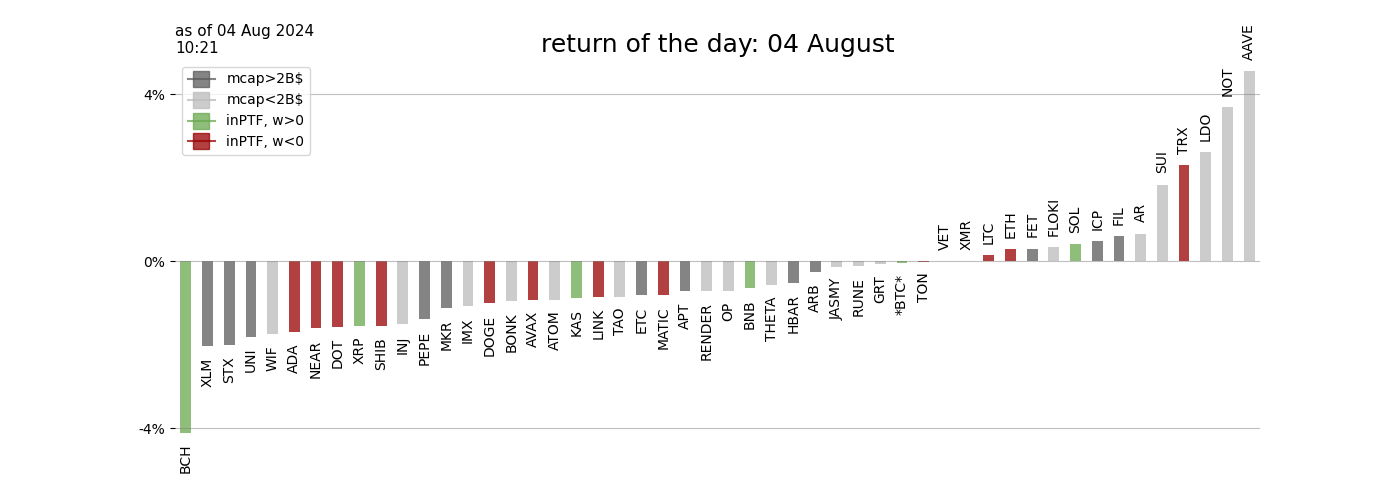 as of 04 Aug 2024
10:21
return of the day: 04 August
mcap>2B$
mcap<2B$
inPTF, w>0
inPTF, w<0
4%
0%
-4%
BCH
XLM
STX
UNI
WIF
ADA
NEAR
DOT
XRP
SHIB
INJ
PEPE
MKR
IMX
DOGE
BONK
AVAX
ATOM
KAS
LINK
TAO
ETC
MATIC
APT
RENDER
OP
BNB
THETA
HBAR
ARB
JASMY
RUNE
GRT
*BTC*
TON
VET
XMR
LTC
ETH
FET
FLOKI
SOL
ICP
FIL
AR
SUI
TRX
LDO
NOT
AAVE